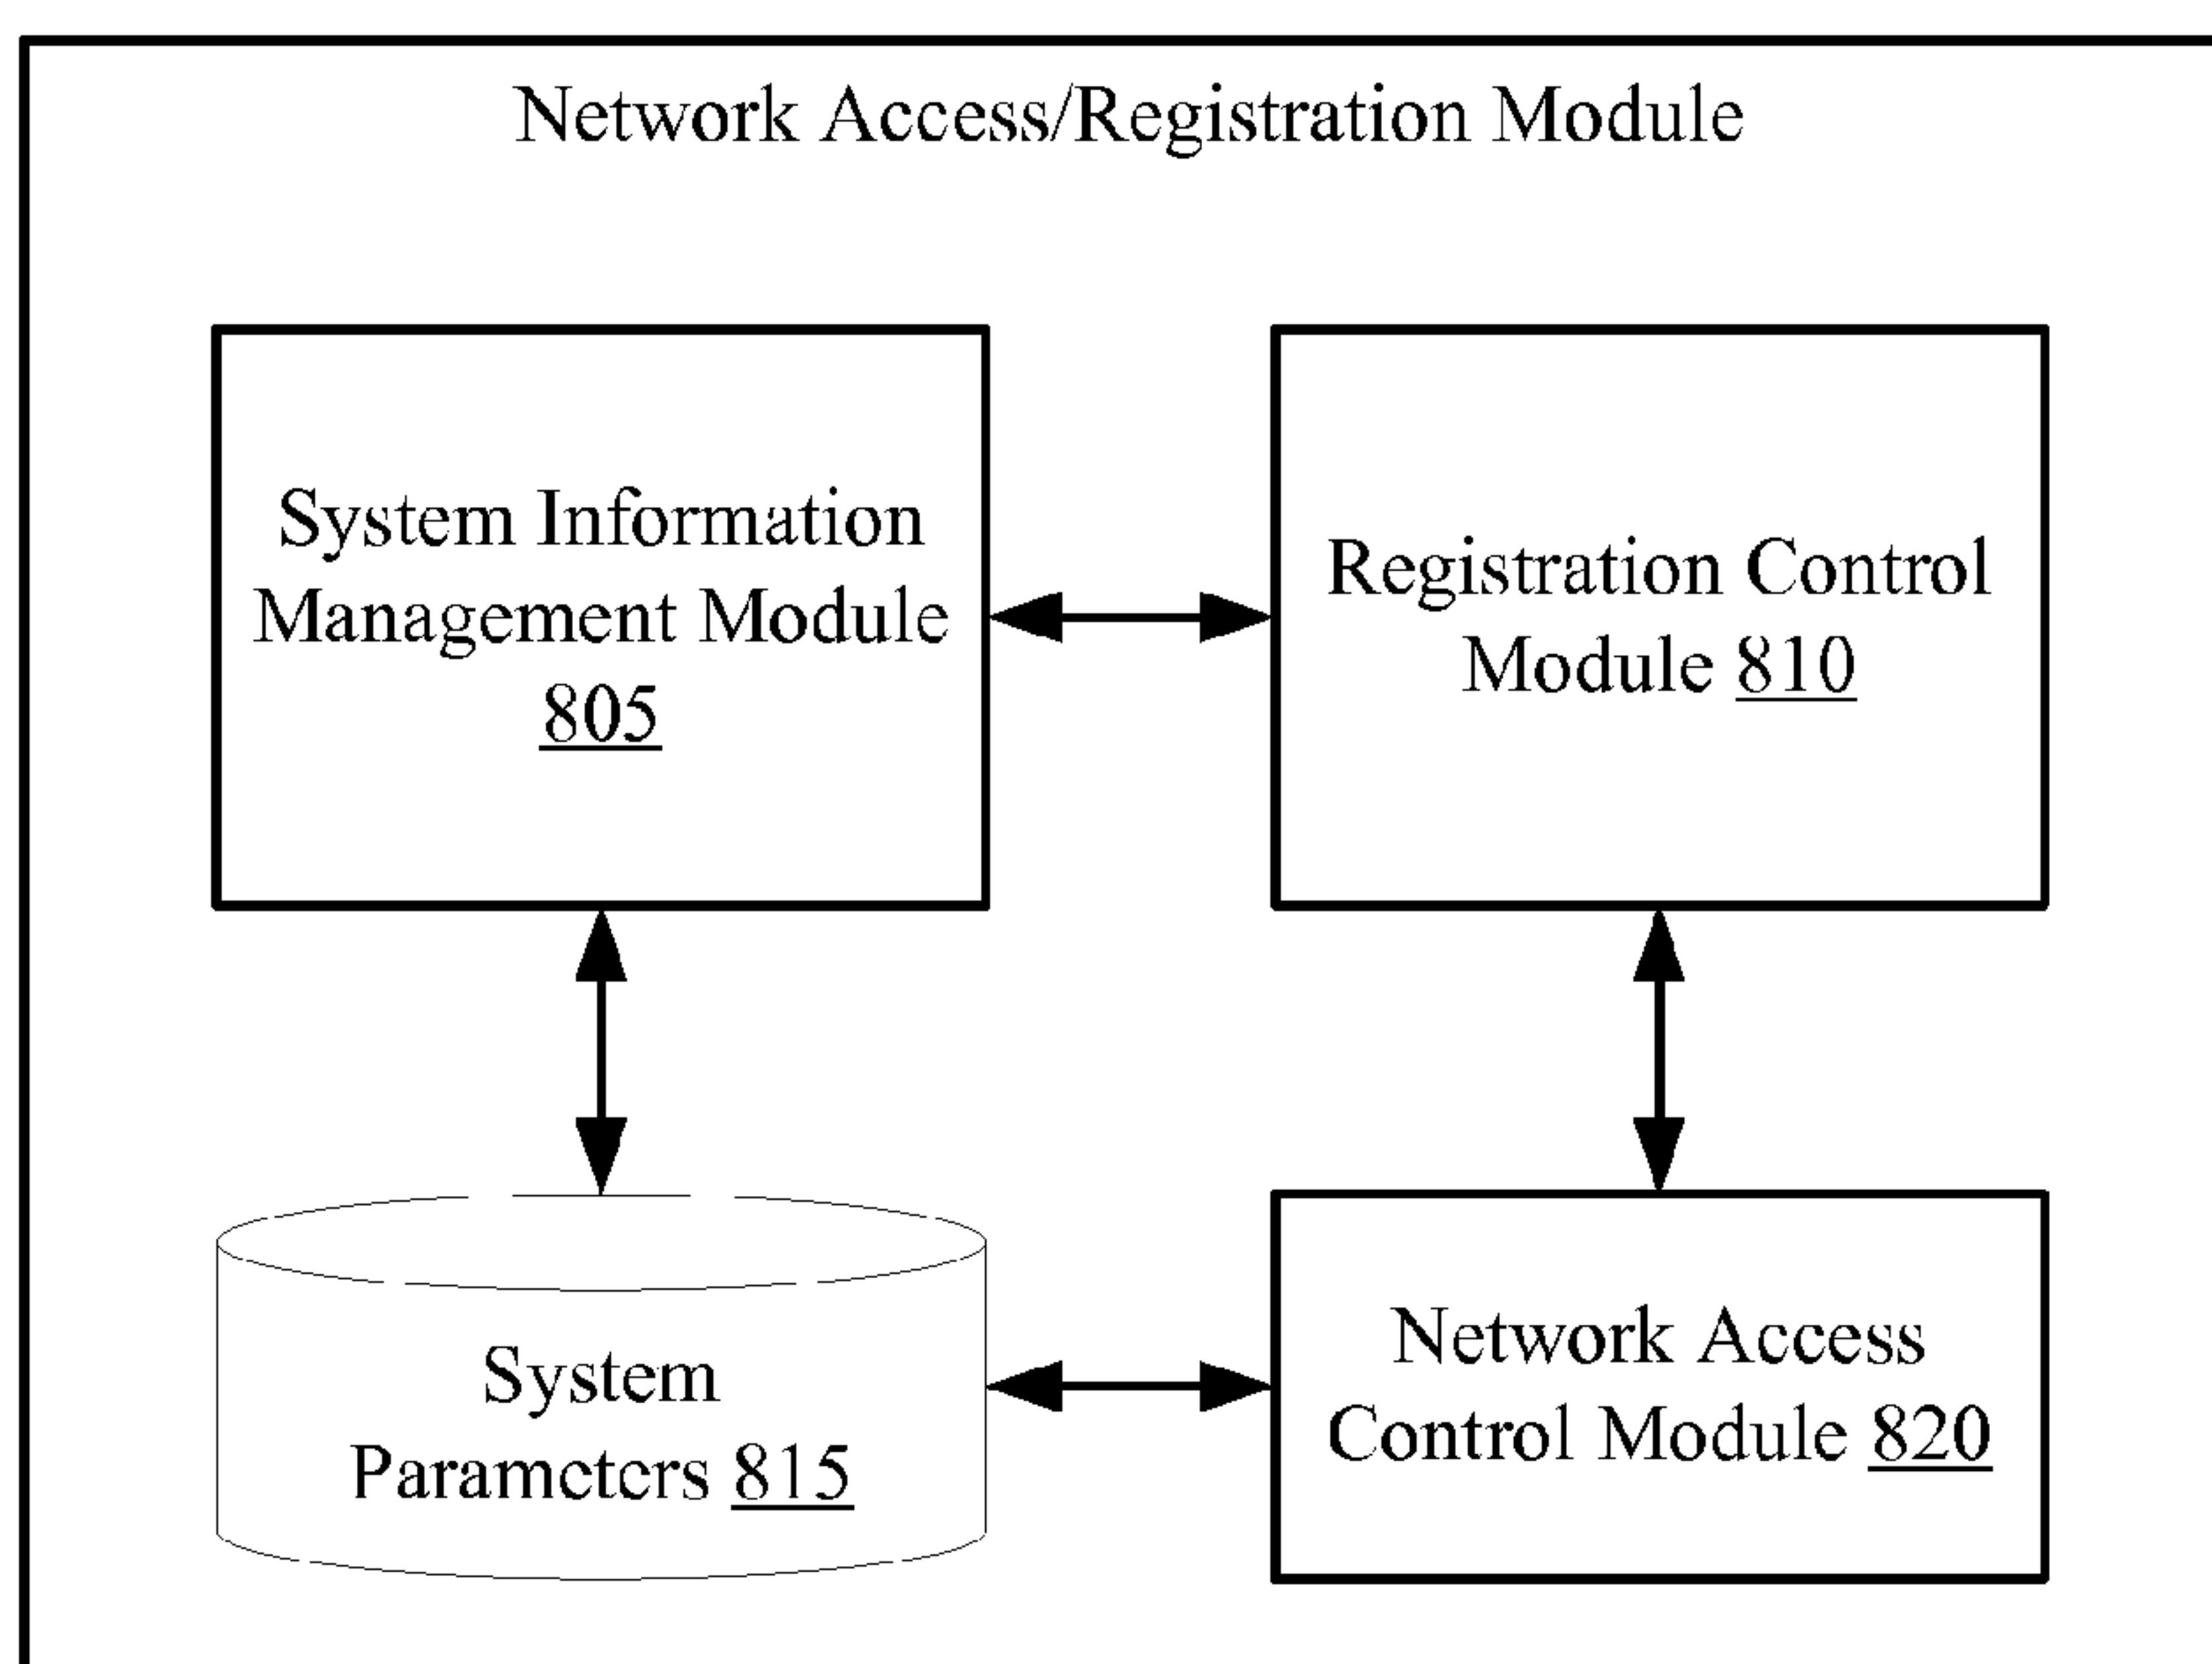 Network Access/Registration Module
System Information
Management Module
805
Registration Control
Module 810
System
Parameters 815
Network Access
Control Module 820